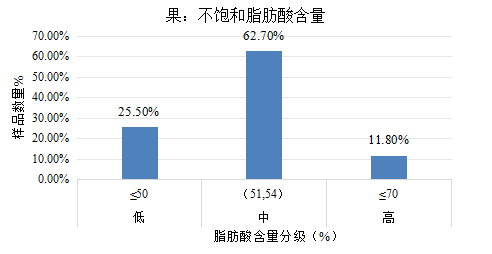 果：不饱和脂肪酸含量
样品数量%
70.00%
60.00%
50.00%
40.00%
30.00%
20.00%
10.00%
0.00%
25.50%
62.70%
11.80%
≤50
（51,54）
≤70
低
中
高
脂肪酸含量分级（%）